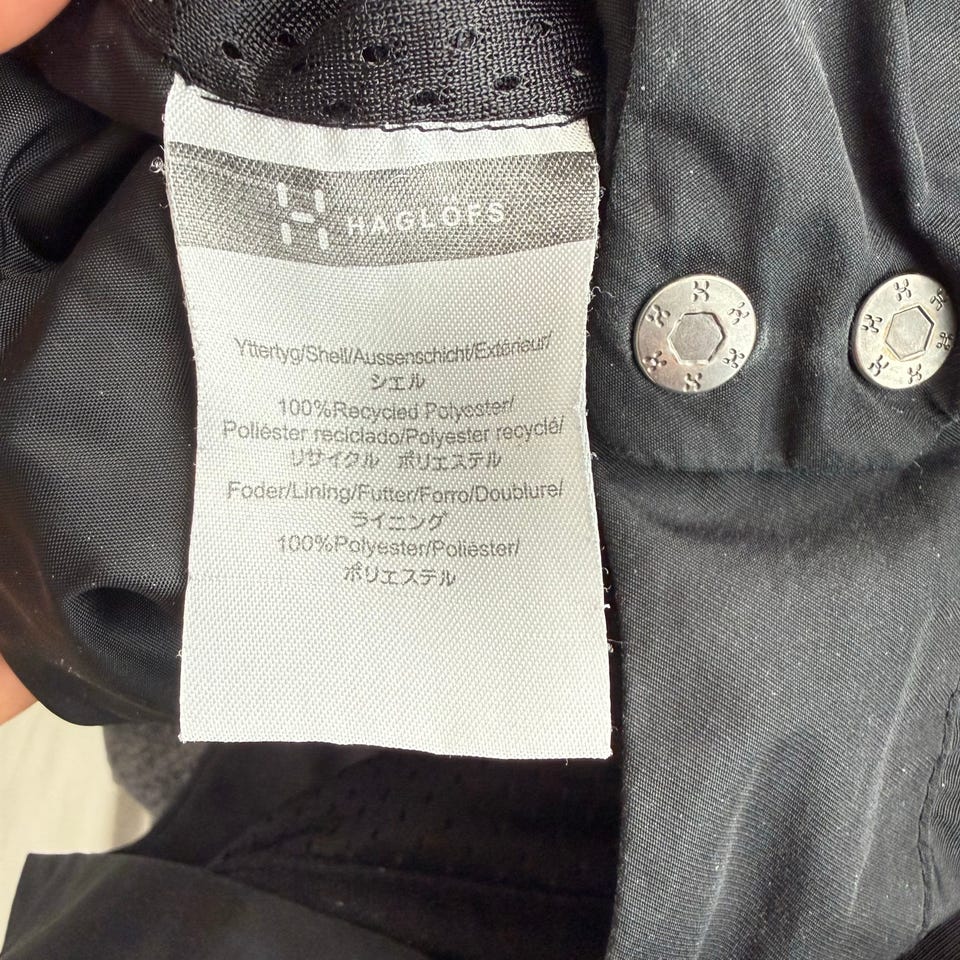 HAGLÖFS
Yttertyg/Shell/Aussenschicht/Extérieur/
シェル
100%Recycled Polyester/
Poliéster reciclado/Polyester recyclé/
リサイクル ポリエステル
Foder/Lining/Futter/Forro/Doublure/
ライニング
100%Polyester/Poliéster/
ポリエステル